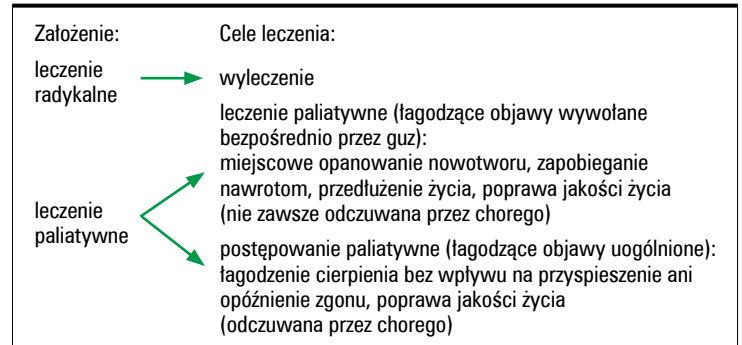 Założenie: Cele leczenia:
leczenie
radykalne
wyleczenie
leczenie paliatywne (łagodzące objawy wywołane
bezpośrednio przez guz):
miejscowe opanowanie nowotworu, zapobieganie
nawrotom, przedłużenie życia, poprawa jakości życia
(nie zawsze odczuwana przez chorego)
leczenie
paliatywne
postępowanie paliatywne (łagodzące objawy uogólnione):
łagodzenie cierpienia bez wpływu na przyspieszenie ani
opóźnienie zgonu, poprawa jakości życia
(odczuwana przez chorego)